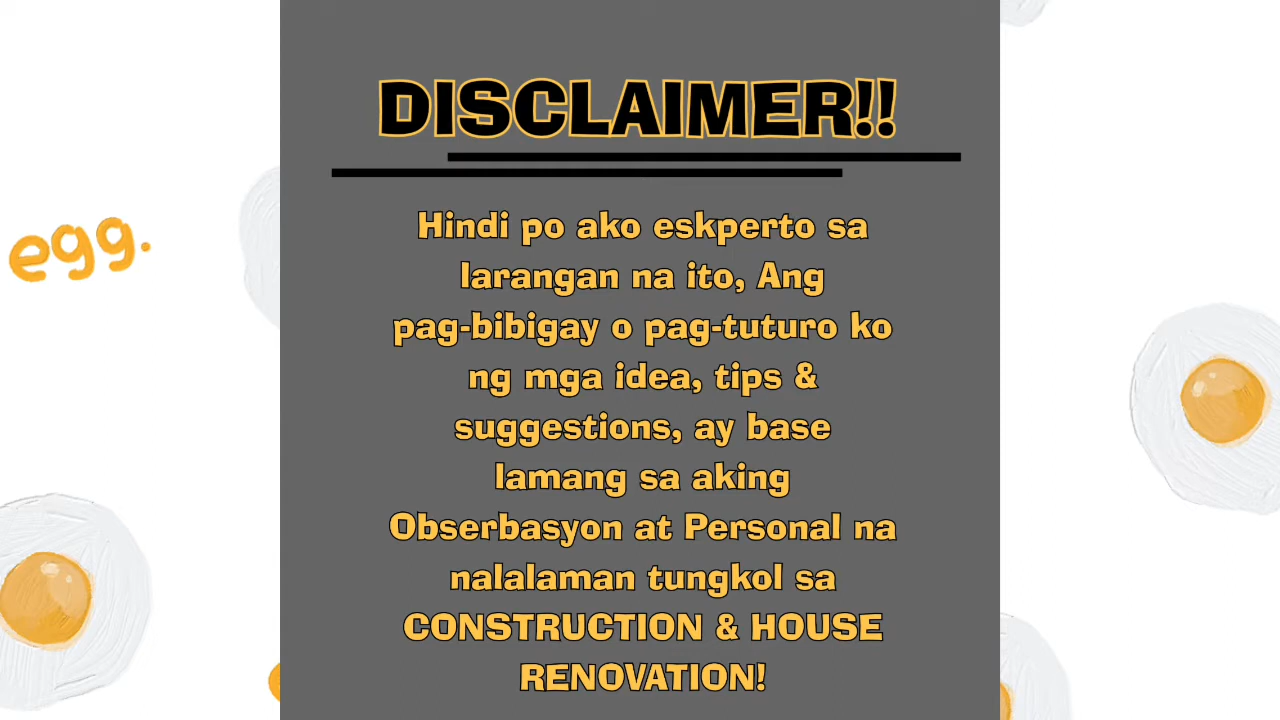 DISCLAIMER!!
egg.
Hindi po ako eskperto sa
larangan na ito, Ang
pag-bibigay o pag-tuturo ko
ng mga idea, tips &
suggestions, ay base
lamang sa aking
Obserbasyon at Personal na
nalalaman tungkol sa
CONSTRUCTION & HOUSE
RENOVATION!